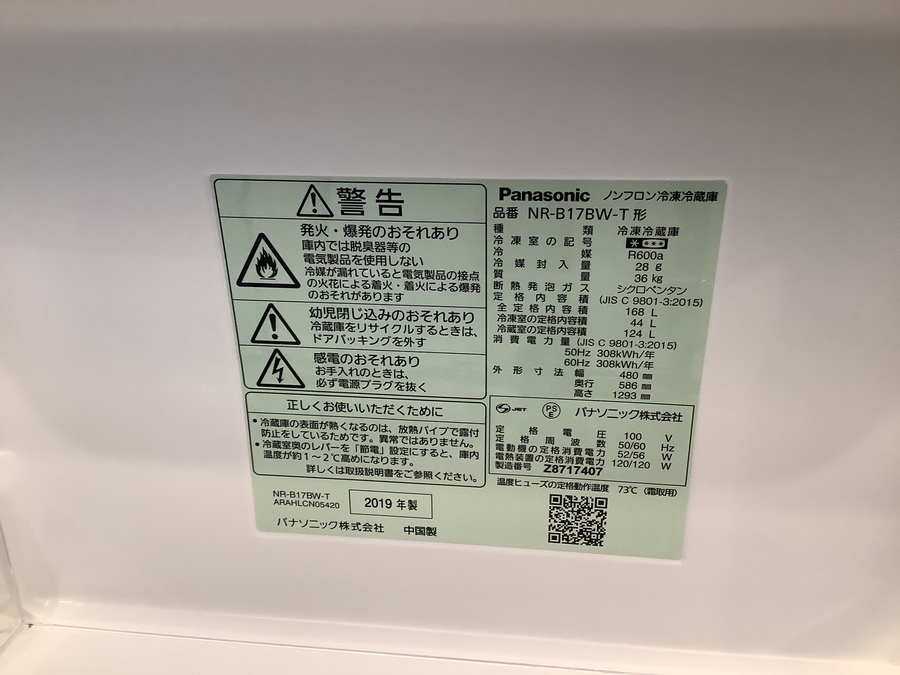 警告
発火・爆発のおそれあり
庫内では脱臭器等の
電気製品を使用しない
冷媒が漏れていると電気製品の接点
の火花による着火・着火による爆発
のおそれがあります
幼児閉じ込みのおそれあり
冷蔵庫をリサイクルするときは、
ドアパッキングを外す
感電のおそれあり
お手入れのときは、
必ず電源プラグを抜く
正しくお使いいただくために
• 冷蔵庫の表面が熱くなるのは、放熱パイプで露付
防止をしているためです。異常ではありません。
• 冷蔵室奥のレバーを「節電」設定にすると、庫内
温度が約1~2℃高めになります。
詳しくは取扱説明書をご参照ください。
NR-B17BW-T
ARAHLCN05420
2019 年製
パナソニック株式会社 中国製
Panasonic ノンフロン冷凍冷蔵庫
品番 NR-B17BW-T 形
種類 冷凍冷蔵庫
冷凍室の記号
冷媒 R600a
冷媒封入量 28 g
質量 36 kg
断熱発泡ガス シクロペンタン
定格内容積 (JIS C 9801-3:2015)
全定格内容積 168 L
冷凍室の定格内容積 44 L
冷蔵室の定格内容積 124 L
消費電力量 (JIS C 9801-3:2015)
50Hz 308kWh/年
60Hz 308kWh/年
外形寸法 幅 480 mm
奥行 586 mm
高さ 1293 mm
JET PS E パナソニック株式会社
定格電圧 100 V
定格周波数 50/60 Hz
電動機の定格消費電力 52/56 W
電熱装置の定格消費電力 120/120 W
製造番号 Z8717407
温度ヒューズの定格動作温度 73℃ (霜取用)